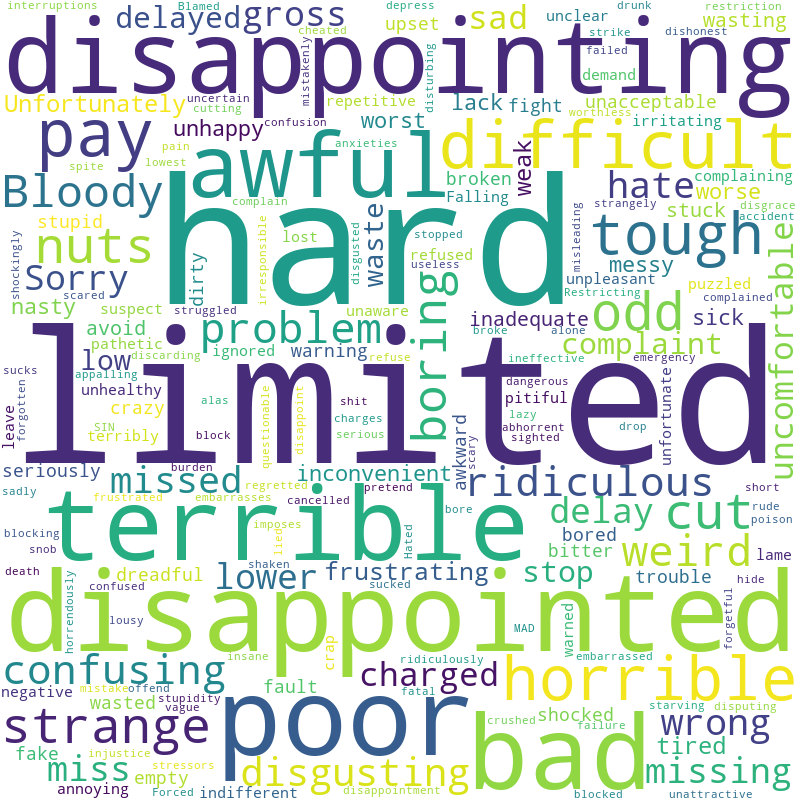 interruptions
Blamed
depress
drunk
restriction
disappointing
delayed
gross
sad
upset
unclear
wasting
cheated
strike
dishonest
mistakenly
disturbing
failed
demand
Unfortunately
uncertain
cutting
repetitive
lack
fight
unacceptable
worthless
irritating
pay
unhappy
confusion
worst
difficult
pain
lowest
spite
awful
anxieties
weak
broken
Falling
hate
complaining
worse
disgrace
accident
Bloody
complain
hard
strangely
stuck
stupid
nuts
lost
irresponsible
disgusted
waste
stopped
refused
useless
misleading
tough
messy
unpleasant
uncomfortable
shockingly
Sorry
scared
dirty
struggled
boring
Restricting
puzzled
complained
nasty
suspect
unaware
inadequate
odd
sick
avoid
pathetic
problem
broke
alone
complaint
low
discarding
ignored
warning
refuse
ineffective
emergency
sucks
appalling
limited
unhealthy
forgotten
leave
crazy
alas
shit
questionable
disappoint
dangerous
pitiful
lazy
abhorrent
sighted
drop
unfortunate
SIN
terribly
block
charges
serious
awkward
scary
seriously
burden
missed
regretted
inconvenient
pretend
ridiculous
short
sadly
frustrated
embarrasses
cancelled
bore
terrible
imposes
lied
Hated
delay
cut
rude
poison
blocking
snob
bored
bitter
weird
lame
death
horrendously
confused
dreadful
lower
shaken
frustrating
sucked
stop
trouble
hide
forgetful
disappointed
lousy
MAD
warned
insane
crap
ridiculously
embarrassed
confusing
charged
fatal
horrible
negative
mistake
offend
stupidity
vague
wasted
fault
poor
crushed
shocked
failure
starving
disputing
wrong
strange
bad
tired
fake
injustice
stressors
miss
empty
disgusting
missing
annoying
Forced
indifferent
disappointment
blocked
unattractive